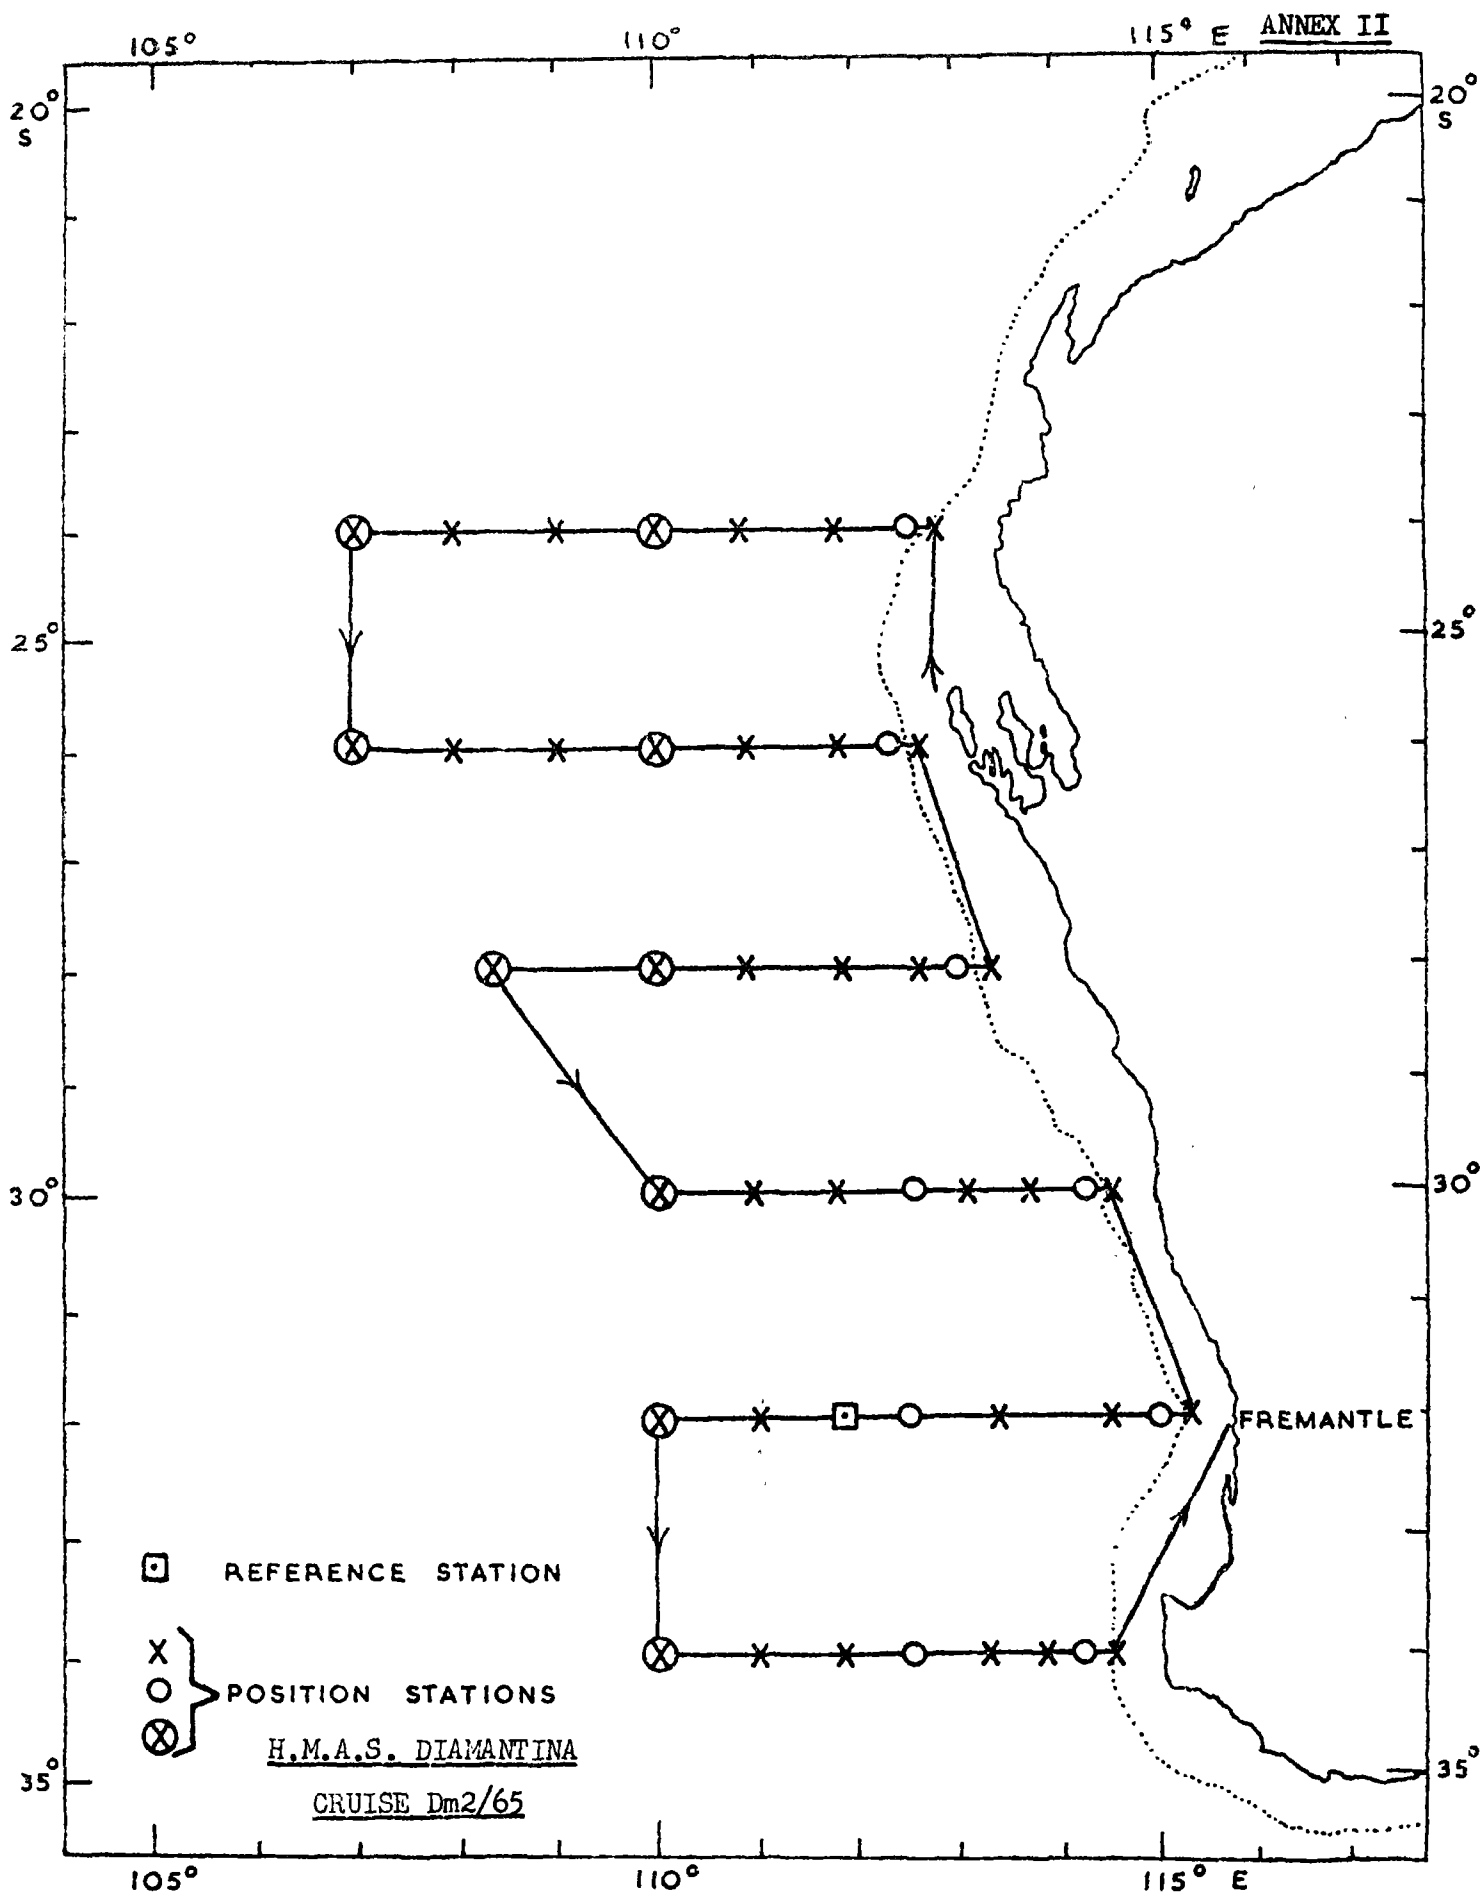 ANNEX II
105° 110° 115° E
20° S 20° S
25° 25°
30° 30°
FREMANTLE
REFERENCE STATION
X
O
POSITION STATIONS
H.M.A.S. DIAMANTINA
CRUISE Dm2/65
35° 35°
105° 110° 115° E